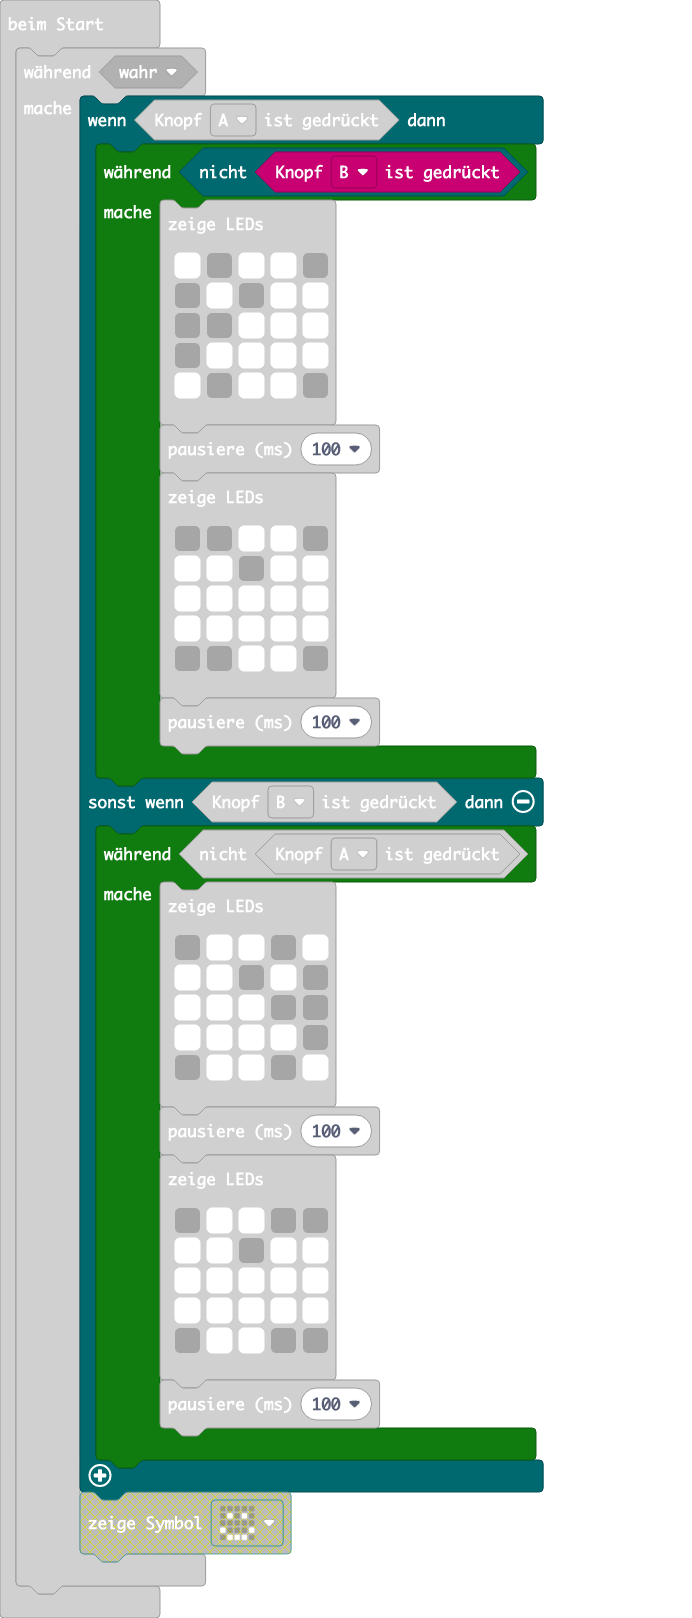 beim Start
während wahr
mache
wenn Knopf A ist gedrückt dann
während nicht Knopf B ist gedrückt
mache
zeige LEDs
pausiere (ms) 100
zeige LEDs
pausiere (ms) 100
sonst wenn Knopf B ist gedrückt dann
während nicht Knopf A ist gedrückt
mache
zeige LEDs
pausiere (ms) 100
zeige LEDs
pausiere (ms) 100
zeige Symbol